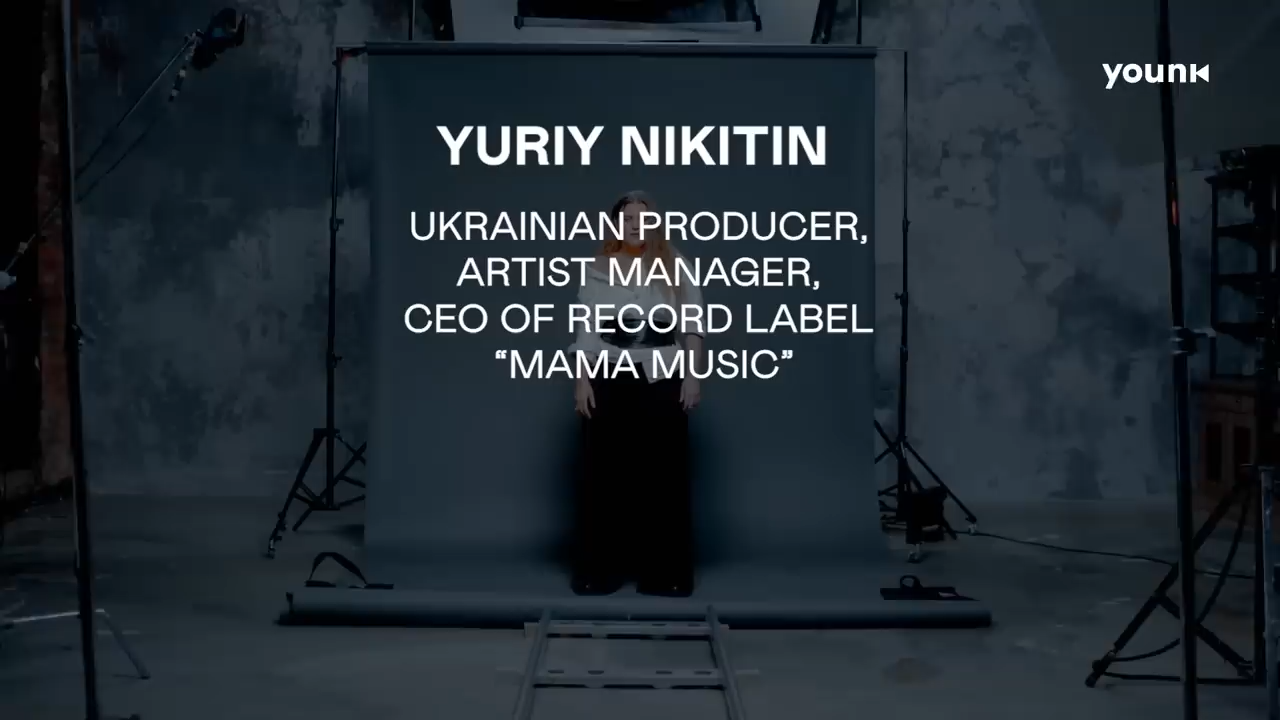 younk
YURIY NIKITIN
UKRAINIAN PRODUCER,
ARTIST MANAGER,
CEO OF RECORD LABEL
“MAMA MUSIC”